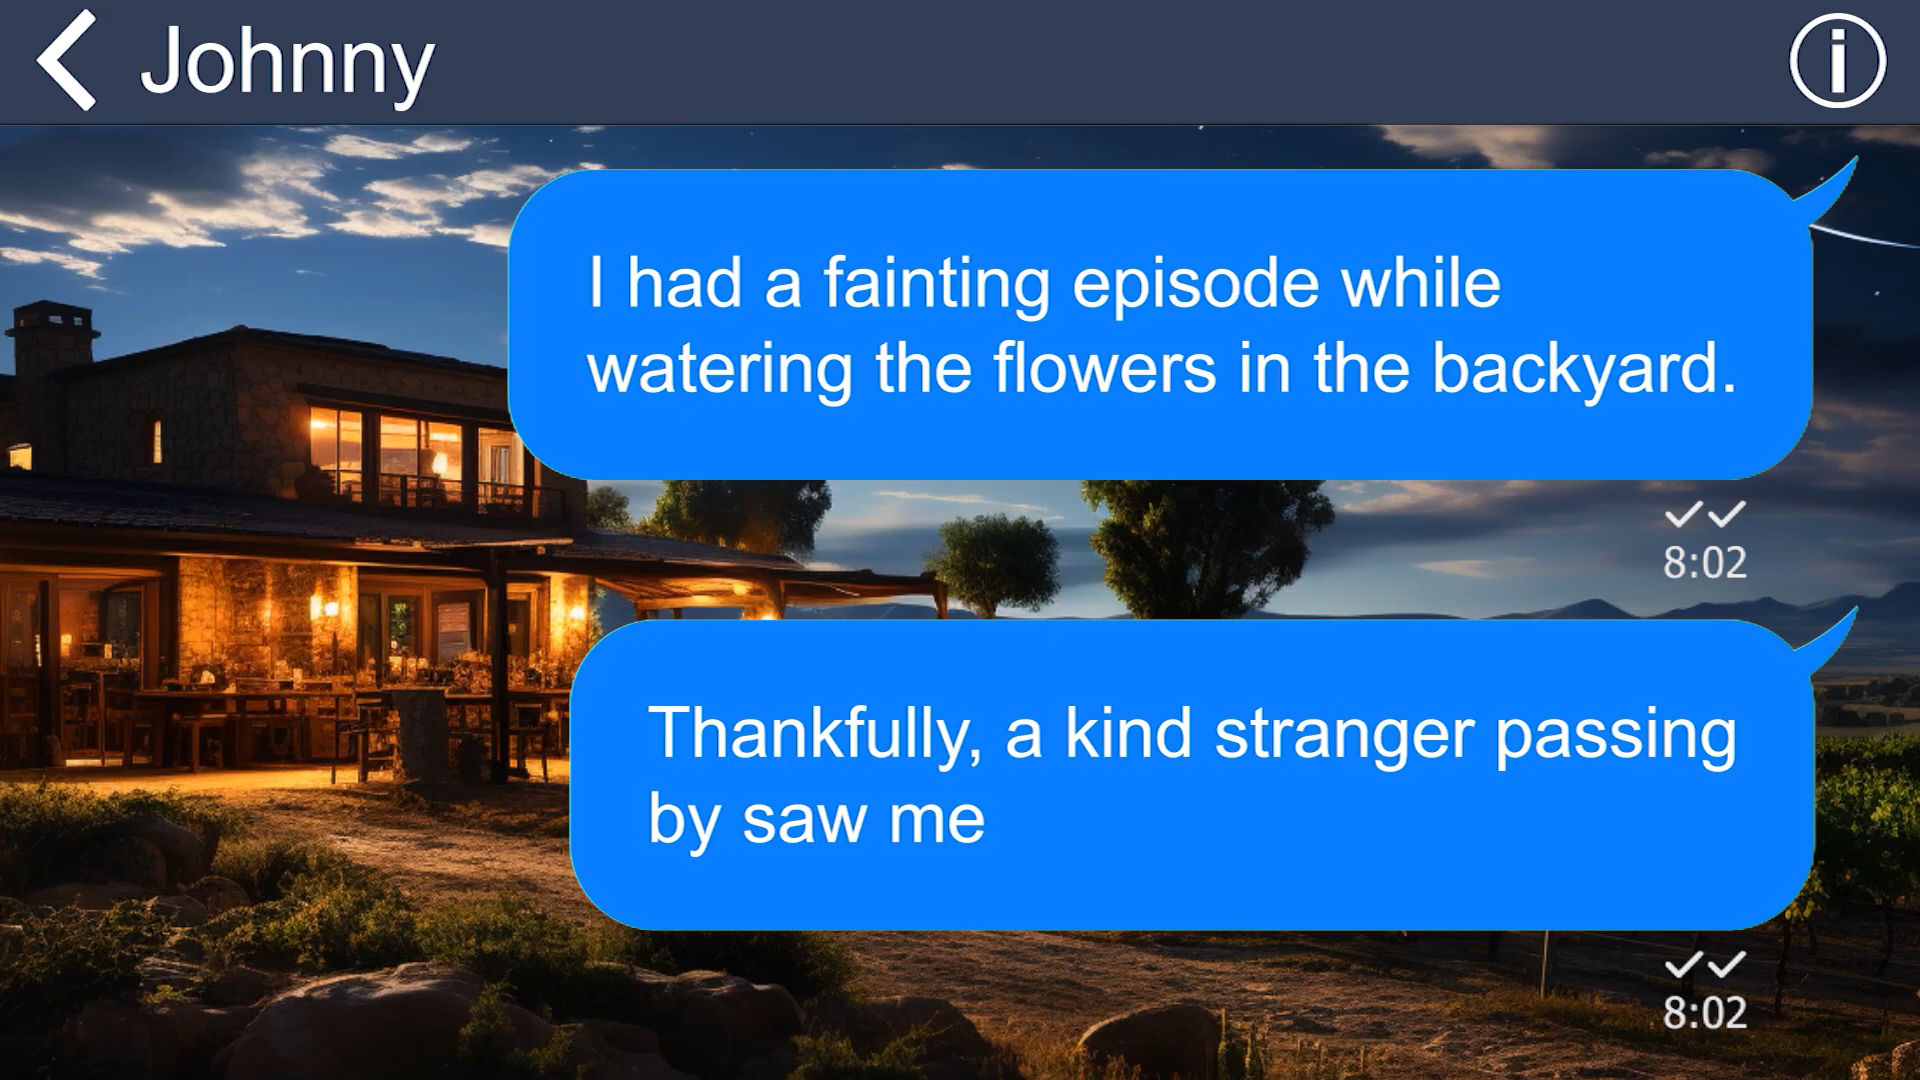 Johnny
I had a fainting episode while
watering the flowers in the backyard.
8:02
Thankfully, a kind stranger passing
by saw me
8:02